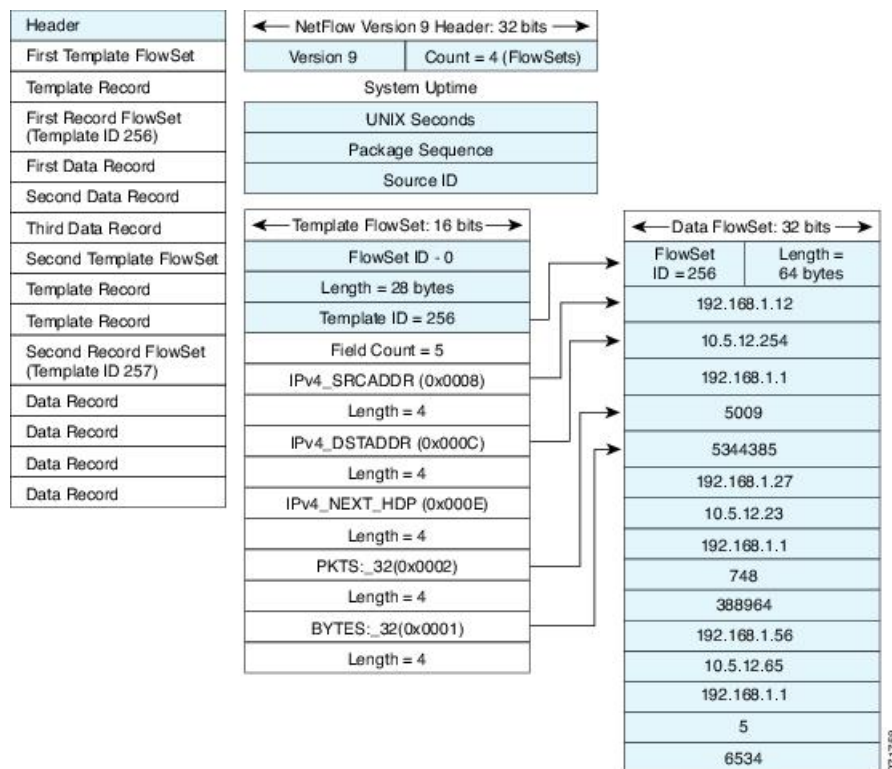 Header
First Template FlowSet
Template Record
First Record FlowSet
(Template ID 256)
First Data Record
Second Data Record
Third Data Record
Second Template FlowSet
Template Record
Template Record
Second Record FlowSet
(Template ID 257)
Data Record
Data Record
Data Record
Data Record
NetFlow Version 9 Header: 32 bits
Version 9
Count = 4 (FlowSets)
System Uptime
UNIX Seconds
Package Sequence
Source ID
Template FlowSet: 16 bits
FlowSet ID - 0
Length = 28 bytes
Template ID = 256
Field Count = 5
IPv4_SRCADDR (0x0008)
Length = 4
IPv4_DSTADDR (0x000C)
Length = 4
IPv4_NEXT_HDP (0x000E)
Length = 4
PKTS:_32(0x0002)
Length = 4
BYTES:_32(0x0001)
Length = 4
Data FlowSet: 32 bits
FlowSet
ID = 256
Length =
64 bytes
192.168.1.12
10.5.12.254
192.168.1.1
5009
5344385
192.168.1.27
10.5.12.23
192.168.1.1
748
388964
192.168.1.56
10.5.12.65
192.168.1.1
5
6534